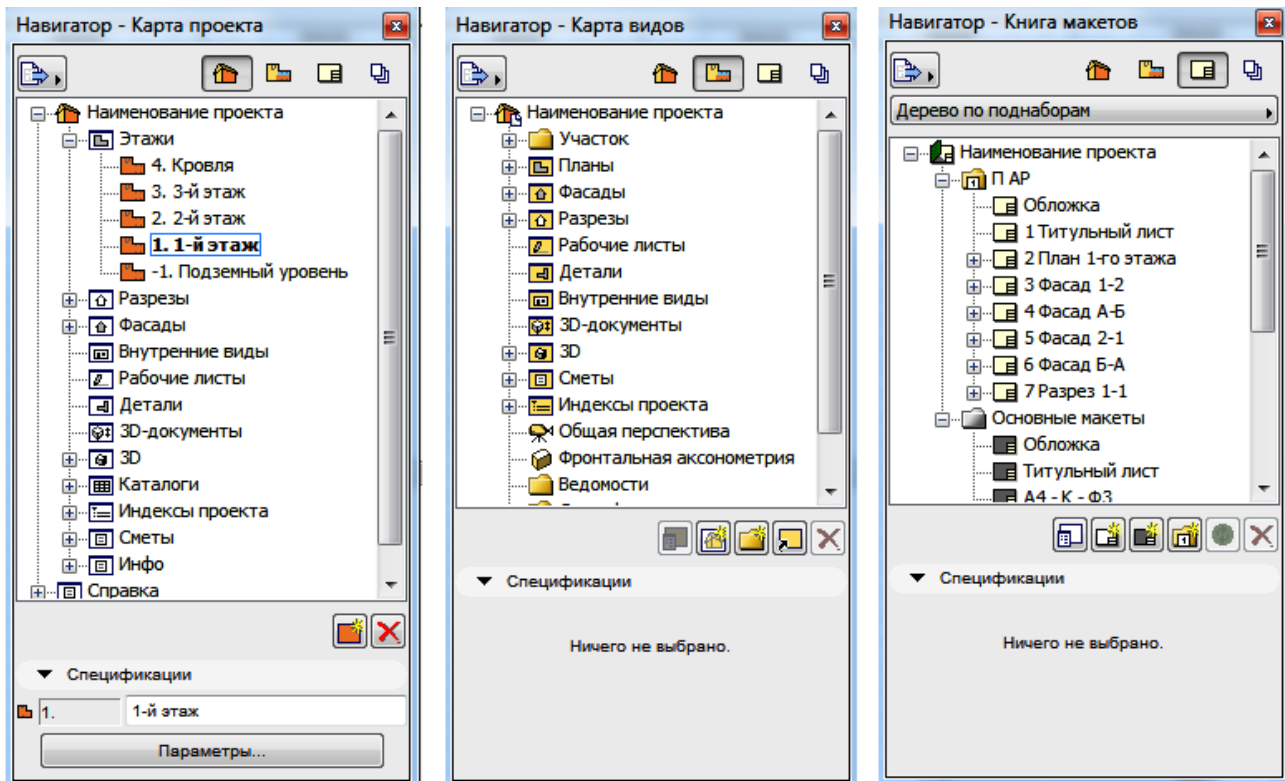 Навигатор - Карта проекта
Наименование проекта
Этажи
4. Кровля
3. 3-й этаж
2. 2-й этаж
1. 1-й этаж
-1. Подземный уровень
Разрезы
Фасады
Внутренние виды
Рабочие листы
Детали
3D-документы
3D
Каталоги
Индексы проекта
Сметы
Инфо
Справка
Спецификации
1.
1-й этаж
Параметры...
Навигатор - Карта видов
Наименование проекта
Участок
Планы
Фасады
Разрезы
Рабочие листы
Детали
Внутренние виды
3D-документы
3D
Сметы
Индексы проекта
Общая перспектива
Фронтальная аксонометрия
Ведомости
Спецификации
Ничего не выбрано.
Навигатор - Книга макетов
Дерево по поднаборам
Наименование проекта
П АР
Обложка
1 Титульный лист
2 План 1-го этажа
3 Фасад 1-2
4 Фасад А-Б
5 Фасад 2-1
6 Фасад Б-А
7 Разрез 1-1
Основные макеты
Обложка
Титульный лист
А4 - К - Ф3
Спецификации
Ничего не выбрано.